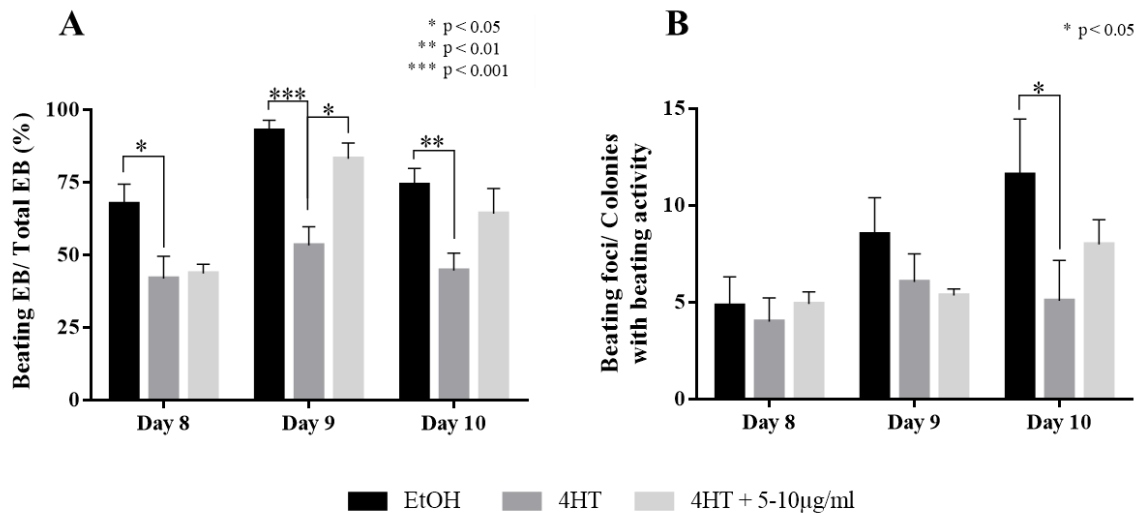 A
* p < 0.05
** p < 0.01
*** p < 0.001
Beating EB/ Total EB (%)
100
75
50
25
0
*
***
*
**
Day 8
Day 9
Day 10
B
* p < 0.05
Beating foci/ Colonies
with beating activity
15
10
5
0
*
Day 8
Day 9
Day 10
EtOH
4HT
4HT + 5-10µg/ml